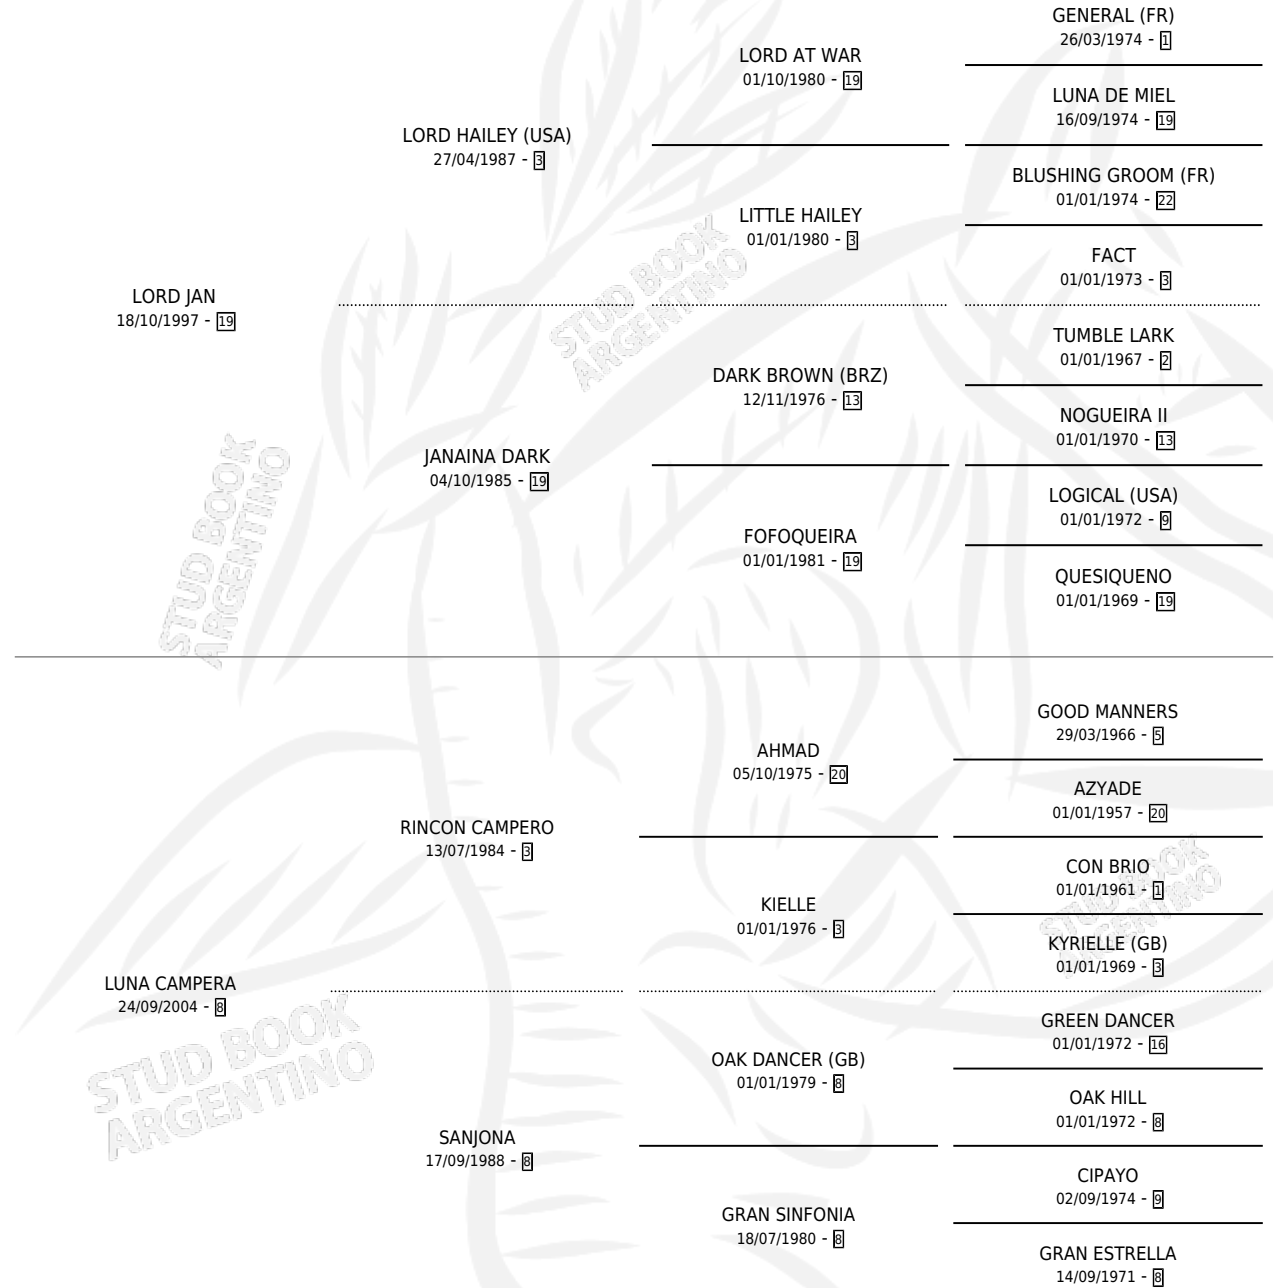 GENERAL (FR)
26/03/1974 - 1
LORD AT WAR
01/10/1980 - 19
LUNA DE MIEL
16/09/1974 - 19
LORD HAILEY (USA)
27/04/1987 - 3
BLUSHING GROOM (FR)
01/01/1974 - 22
LITTLE HAILEY
01/01/1980 - 3
FACT
01/01/1973 - 3
LORD JAN
18/10/1997 - 19
STUD BOOK
ARGENTINO
TUMBLE LARK
01/01/1967 - 2
DARK BROWN (BRZ)
12/11/1976 - 13
NOGUEIRA II
01/01/1970 - 13
JANAINA DARK
04/10/1985 - 19
LOGICAL (USA)
01/01/1972 - 9
FOFOQUEIRA
01/01/1981 - 19
QUESIQUENO
01/01/1969 - 19
STUD BOOK
ARGENTINO
GOOD MANNERS
29/03/1966 - 5
AHMAD
05/10/1975 - 20
AZYADE
01/01/1957 - 20
RINCON CAMPERO
13/07/1984 - 3
CON BRIO
01/01/1961 - 1
KIELLE
01/01/1976 - 3
STUD BOOK
ARGENTINO
KYRIELLE (GB)
01/01/1969 - 3
LUNA CAMPERA
24/09/2004 - 8
GREEN DANCER
01/01/1972 - 16
OAK DANCER (GB)
01/01/1979 - 8
OAK HILL
01/01/1972 - 8
STUD BOOK
ARGENTINO
SANJONA
17/09/1988 - 8
CIPAYO
02/09/1974 - 9
GRAN SINFONIA
18/07/1980 - 8
GRAN ESTRELLA
14/09/1971 - 8